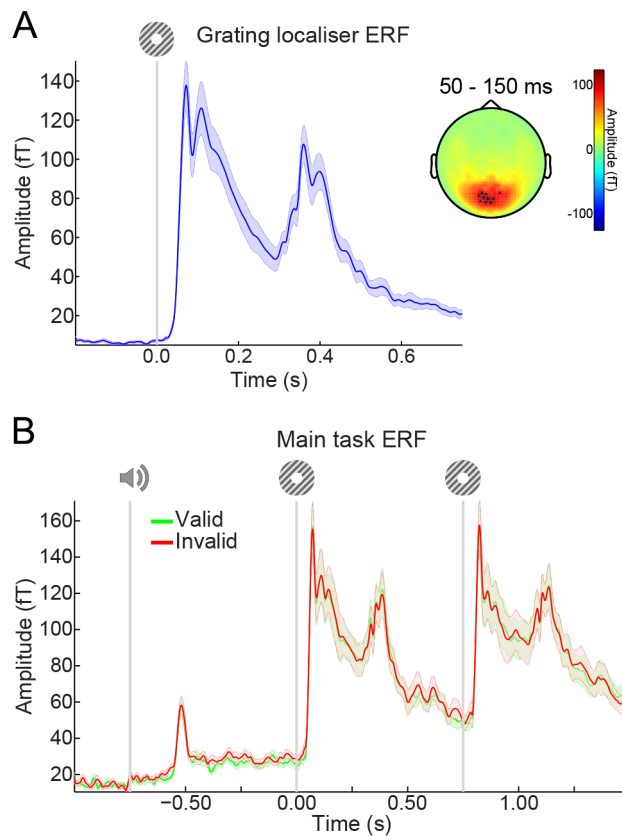 A
Grating localiser ERF
140
120
100
80
60
40
20
Amplitude (fT)
0.0
0.2
0.4
0.6
Time (s)
50 - 150 ms
100
0
-100
Amplitude (fT)
B
Main task ERF
Valid
Invalid
160
140
120
100
80
60
40
20
Amplitude (fT)
−0.50
0.00
0.50
1.00
Time (s)